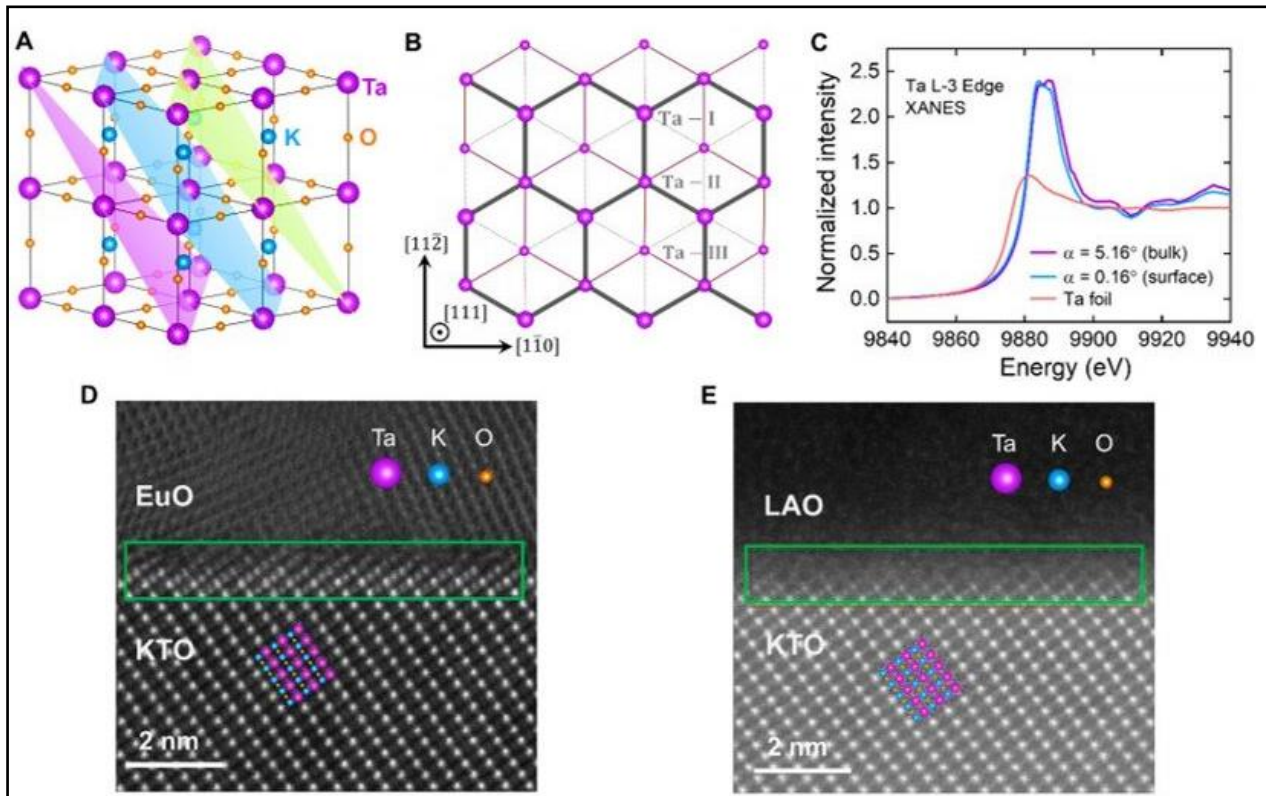 A
Ta
K
O
B
Ta – I
Ta – II
Ta – III
[112̄]
[111]
[11̄0]
C
Ta L-3 Edge
XANES
Normalized intensity
2.5
2.0
1.5
1.0
0.5
0.0
α = 5.16° (bulk)
α = 0.16° (surface)
Ta foil
9840 9860 9880 9900 9920 9940
Energy (eV)
D
Ta K O
EuO
KTO
2 nm
E
Ta K O
LAO
KTO
2 nm